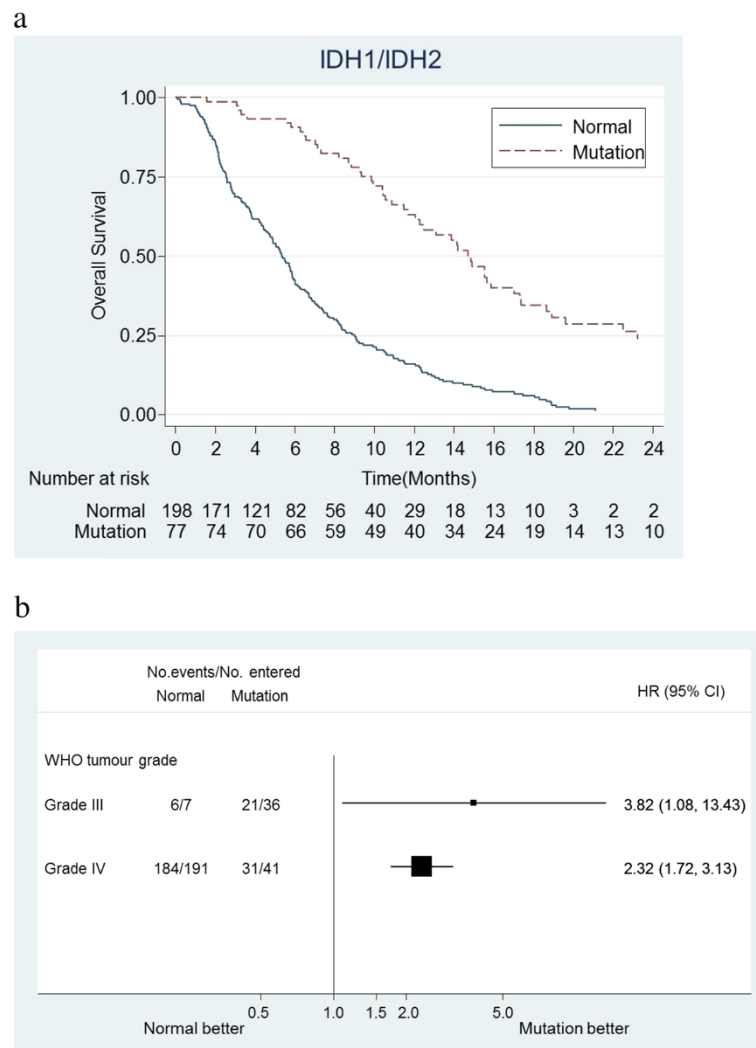 a
IDH1/IDH2
Normal
Mutation
Overall Survival
1.00
0.75
0.50
0.25
0.00
0 2 4 6 8 10 12 14 16 18 20 22 24
Number at risk Time(Months)
Normal 198 171 121 82 56 40 29 18 13 10 3 2 2
Mutation 77 74 70 66 59 49 40 34 24 19 14 13 10
b
No.events/No. entered
Normal Mutation HR (95% CI)
WHO tumour grade
Grade III 6/7 21/36 3.82 (1.08, 13.43)
Grade IV 184/191 31/41 2.32 (1.72, 3.13)
0.5 1.0 1.5 2.0 5.0
Normal better Mutation better